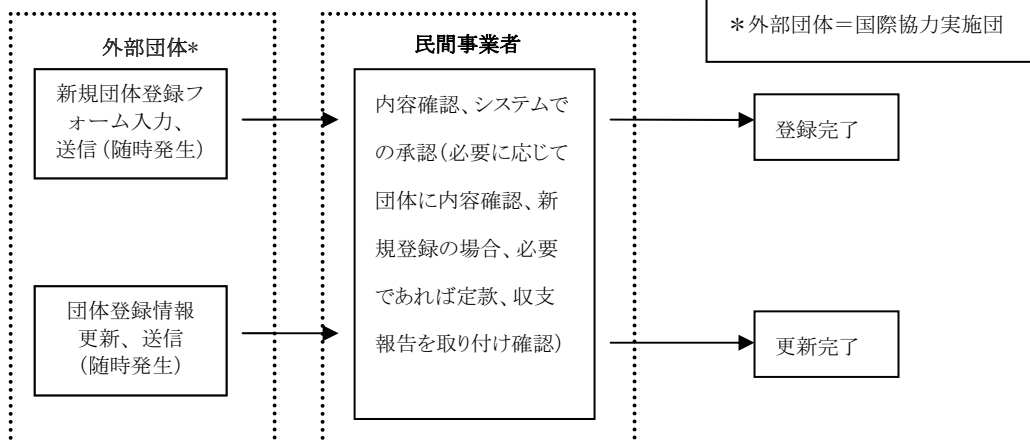 ＊外部団体＝国際協力実施団
外部団体*
民間事業者
新規団体登録フ
ォーム入力、
送信（随時発生）
内容確認、システムで
の承認（必要に応じて
団体に内容確認、新
規登録の場合、必要
であれば定款、収支
報告を取り付け確認）
登録完了
団体登録情報
更新、送信
（随時発生）
更新完了